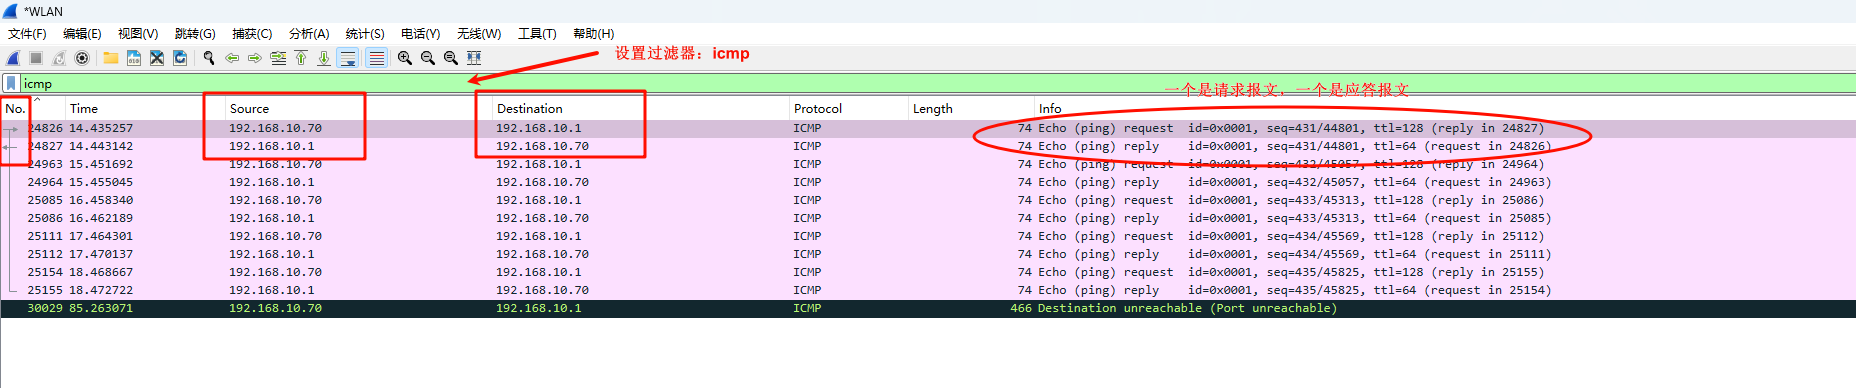 *WLAN
文件(F) 编辑(E) 视图(V) 跳转(G) 捕获(C) 分析(A) 统计(S) 电话(Y) 无线(W) 工具(T) 帮助(H)
设置过滤器：icmp
icmp
一个是请求报文，一个是应答报文
No. Time Source Destination Protocol Length Info
24826 14.435257 192.168.10.70 192.168.10.1 ICMP 74 Echo (ping) request id=0x0001, seq=431/44801, ttl=128 (reply in 24827)
24827 14.443142 192.168.10.1 192.168.10.70 ICMP 74 Echo (ping) reply id=0x0001, seq=431/44801, ttl=64 (request in 24826)
24963 15.451692 192.168.10.70 192.168.10.1 ICMP 74 Echo (ping) request id=0x0001, seq=432/45057, ttl=128 (reply in 24964)
24964 15.455045 192.168.10.1 192.168.10.70 ICMP 74 Echo (ping) reply id=0x0001, seq=432/45057, ttl=64 (request in 24963)
25085 16.458340 192.168.10.70 192.168.10.1 ICMP 74 Echo (ping) request id=0x0001, seq=433/45313, ttl=128 (reply in 25086)
25086 16.462189 192.168.10.1 192.168.10.70 ICMP 74 Echo (ping) reply id=0x0001, seq=433/45313, ttl=64 (request in 25085)
25111 17.464301 192.168.10.70 192.168.10.1 ICMP 74 Echo (ping) request id=0x0001, seq=434/45569, ttl=128 (reply in 25112)
25112 17.470137 192.168.10.1 192.168.10.70 ICMP 74 Echo (ping) reply id=0x0001, seq=434/45569, ttl=64 (request in 25111)
25154 18.468667 192.168.10.70 192.168.10.1 ICMP 74 Echo (ping) request id=0x0001, seq=435/45825, ttl=128 (reply in 25155)
25155 18.472722 192.168.10.1 192.168.10.70 ICMP 74 Echo (ping) reply id=0x0001, seq=435/45825, ttl=64 (request in 25154)
30029 85.263071 192.168.10.70 192.168.10.1 ICMP 466 Destination unreachable (Port unreachable)